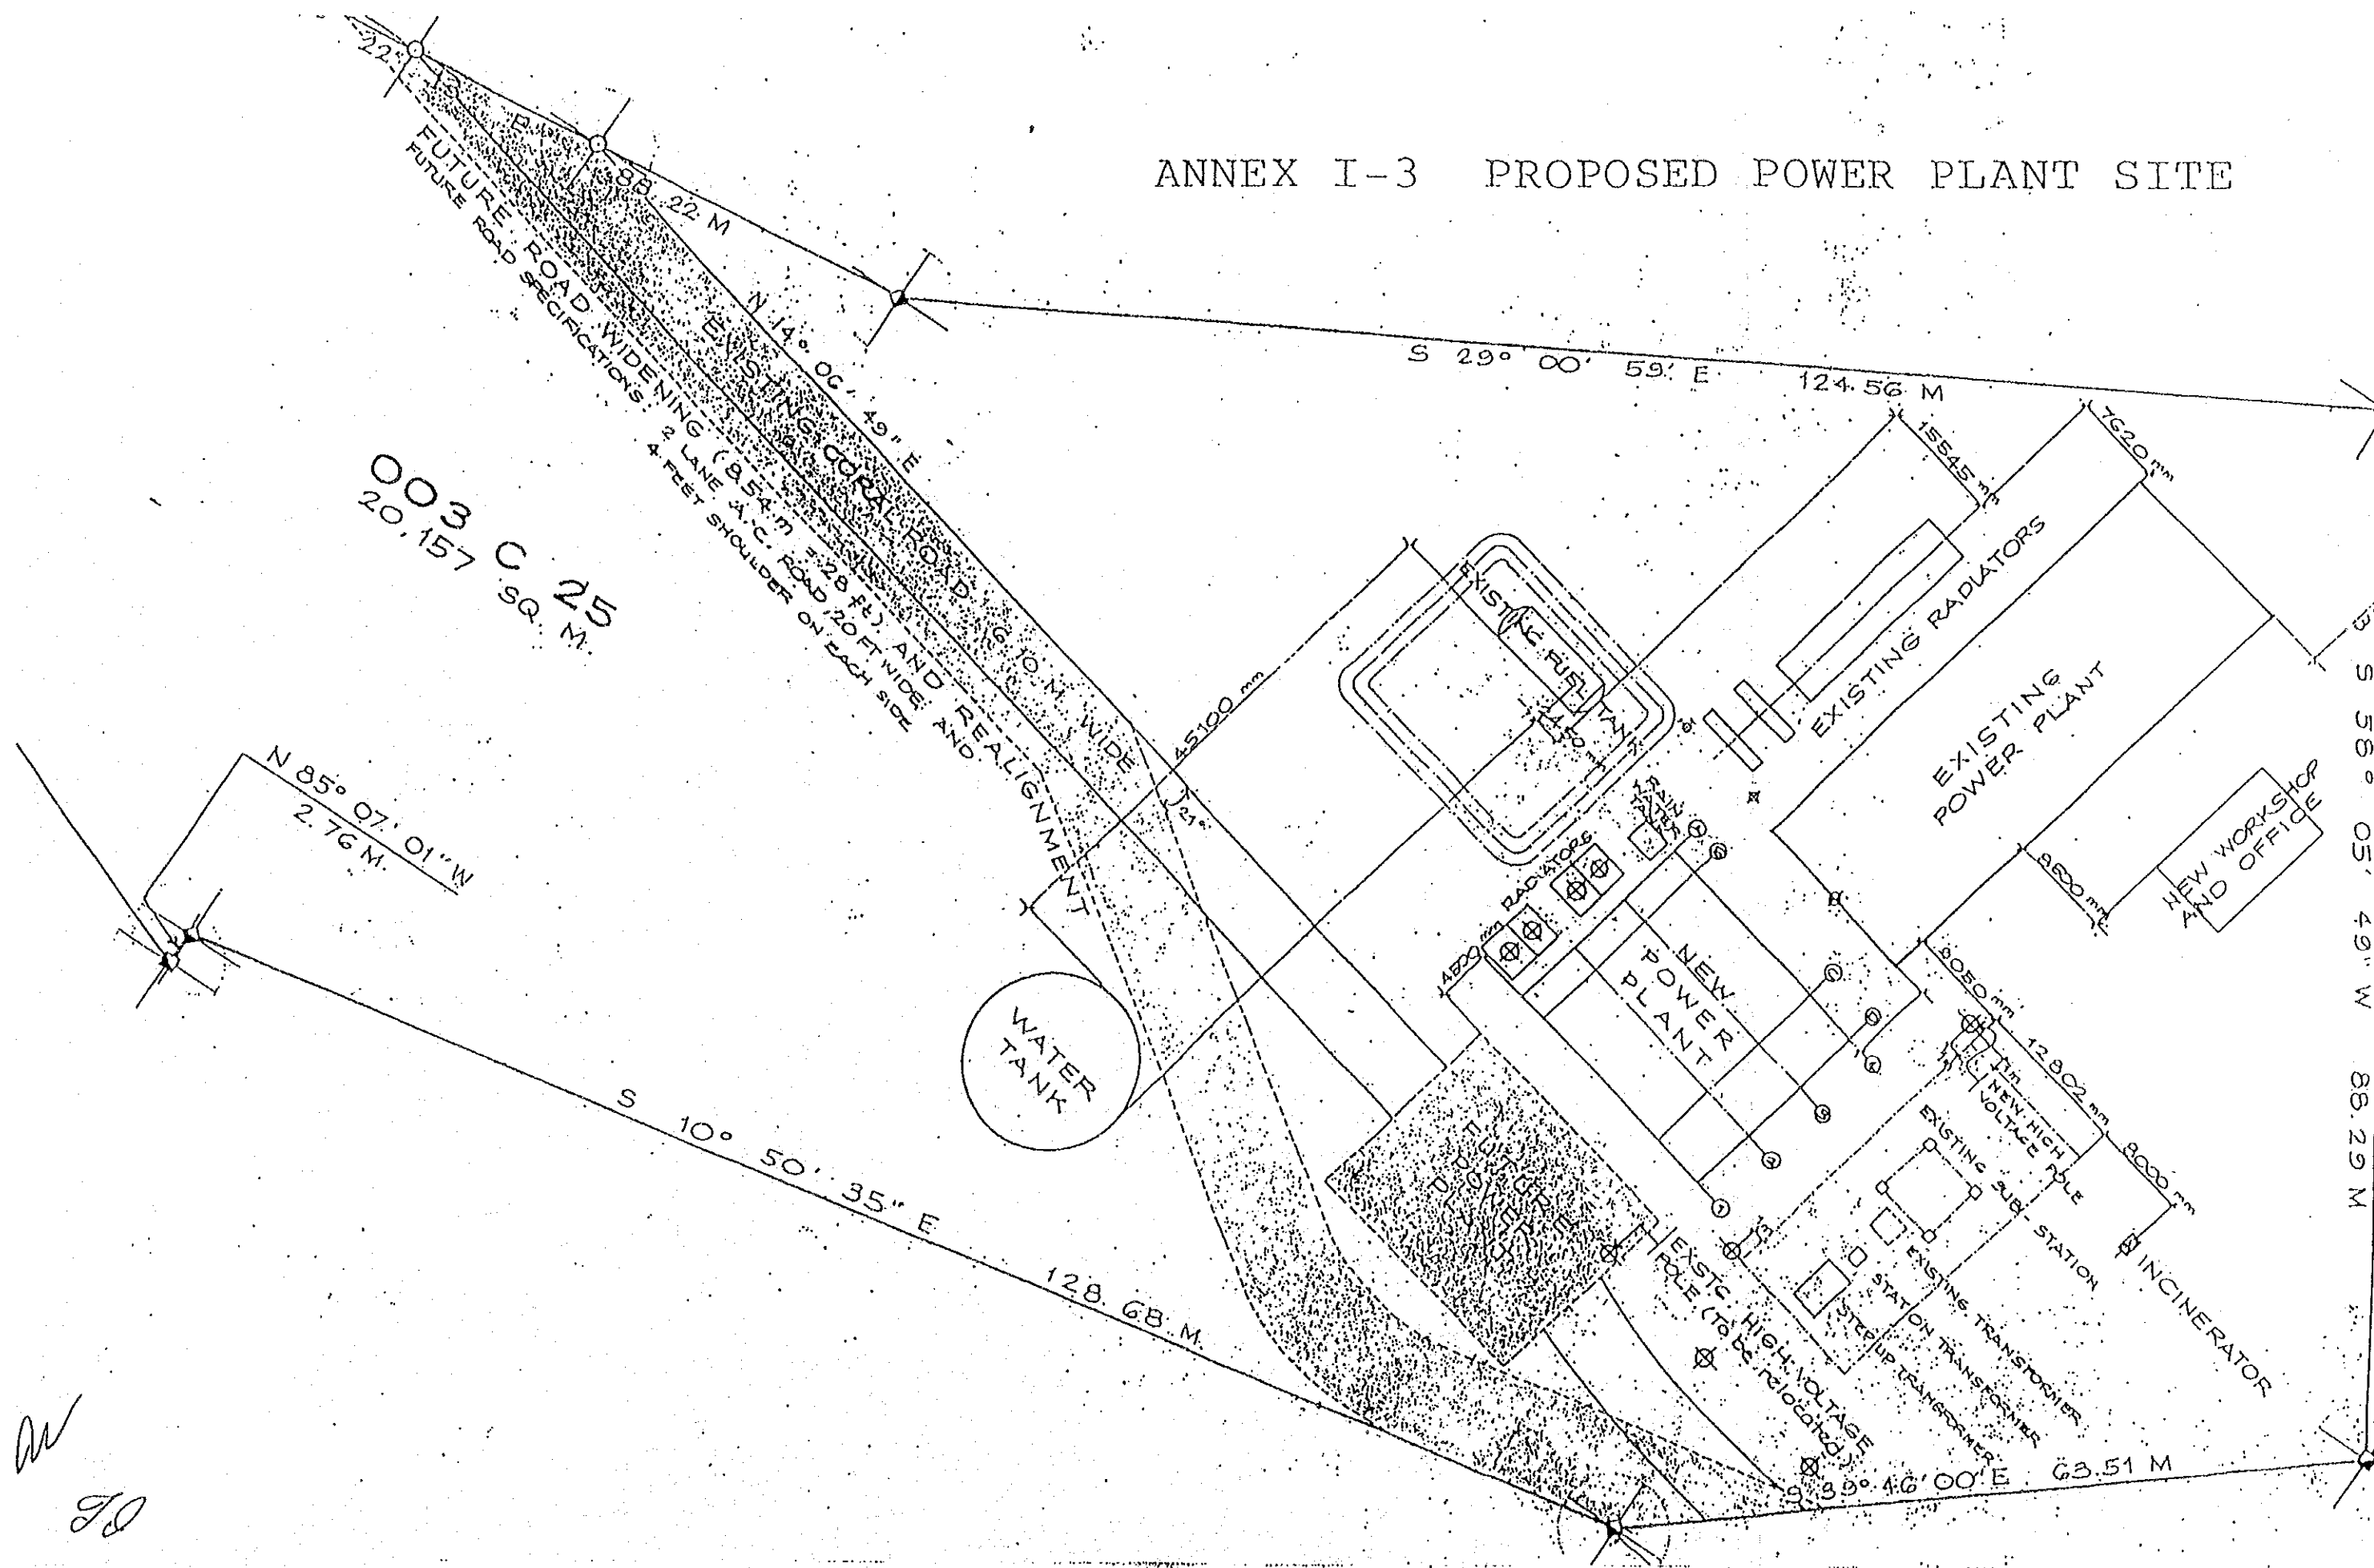 ANNEX I-3 PROPOSED POWER PLANT SITE
22
88.22 M
S 29° 00' 59" E 124.56 M
N 14° 06' 49" E
EXISTING CORAL ROAD 6.10 M. WIDE
FUTURE ROAD WIDENING (8.54 m = 28 ft). AND REALIGNMENT
FUTURE ROAD SPECIFICATIONS:
2 LANE A.C. ROAD 20 FT WIDE AND
4 FEET SHOULDER ON EACH SIDE
003 C 25
20,157 SQ. M.
N 85° 07' 01" W
2.76 M.
S 10° 50' 35" E 128.68 M
WATER
TANK
45100 mm
21°
EXISTING FUEL TANK
15545 mm
7620 mm
EXISTING RADIATORS
EXISTING
POWER PLANT
NEW WORKSHOP
AND OFFICE
8800 mm
S 58° 05' 49" W 88.29 M
RADIATORS
4800 mm
NEW
POWER
PLANT
8050 mm
12802 mm
8000 mm
NEW HIGH
VOLTAGE POLE
EXISTING SUB-STATION
EXISTING TRANSFORMER
STATION TRANSFORMER
STEP UP TRANSFORMER
INCINERATOR
FUTURE
POWER
PLANT
EXISTG. HIGH VOLTAGE
POLE (To be relocated)
S 39° 46' 00" E 63.51 M